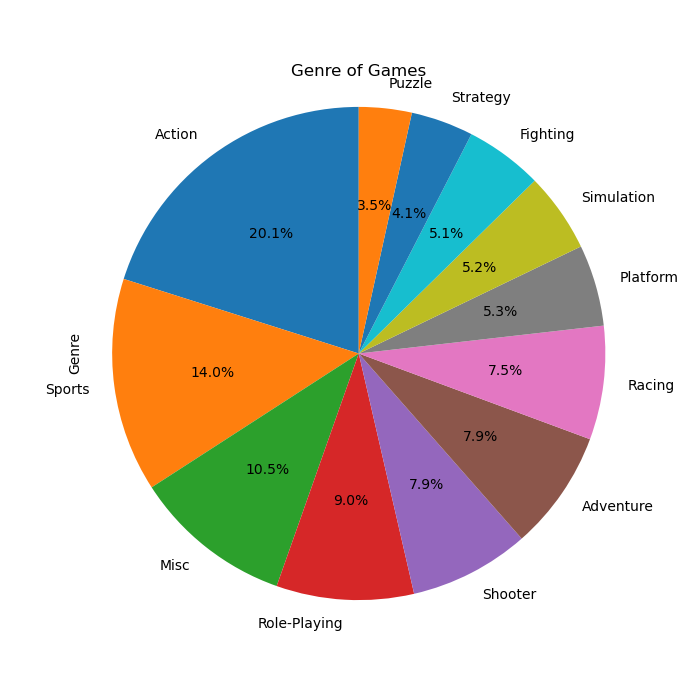 Genre of Games
Puzzle
Strategy
Action
Fighting
Simulation
3.5%
4.1%
20.1%
5.1%
5.2%
Platform
5.3%
Genre
7.5%
14.0%
Racing
Sports
7.9%
10.5%
7.9%
9.0%
Adventure
Misc
Shooter
Role-Playing